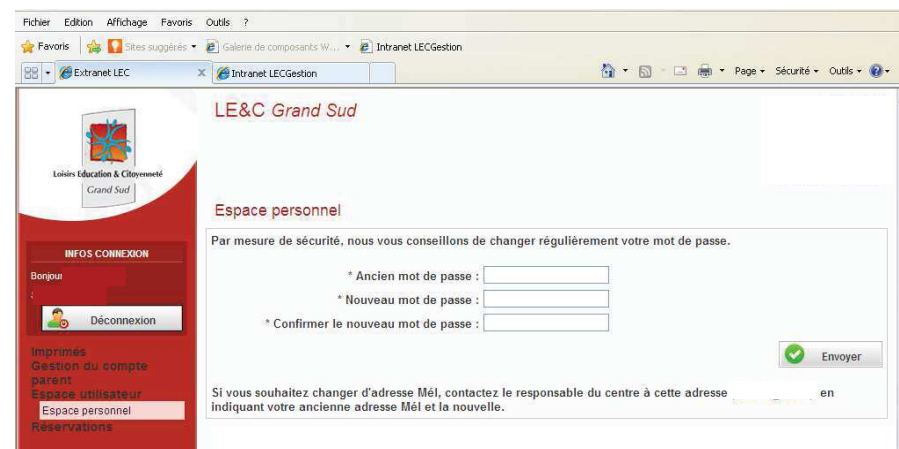 Fichier Edition Affichage Favoris Outils ?
Favoris Sites suggérés Galerie de composants W... Intranet LECGestion
Extranet LEC Intranet LECGestion Page Sécurité Outils
LE&C Grand Sud
Loisirs Education & Citoyenneté
Grand Sud
Espace personnel
Par mesure de sécurité, nous vous conseillons de changer régulièrement votre mot de passe.
INFOS CONNEXION
Bonjour
* Ancien mot de passe :
* Nouveau mot de passe :
* Confirmer le nouveau mot de passe :
Déconnexion
Envoyer
Imprimés
Gestion du compte
parent
Espace utilisateur
Espace personnel
Réservations
Si vous souhaitez changer d'adresse Mél, contactez le responsable du centre à cette adresse en
indiquant votre ancienne adresse Mél et la nouvelle.